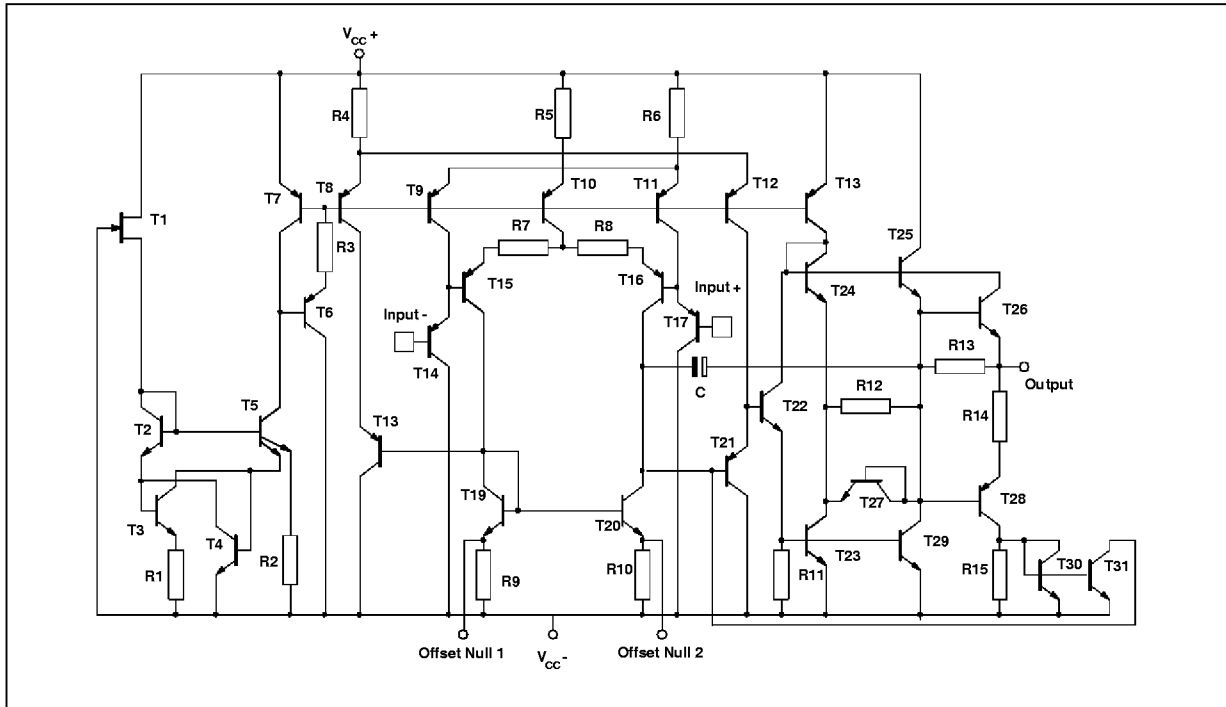 VCC+
R4
R5
R6
T7
T8
T9
T10
T11
T12
T13
T1
R3
R7
R8
T25
T15
T16
Input +
T24
T6
Input -
T17
T26
T14
R13
Output
C
R12
T2
T5
T13
T22
R14
T21
T3
T4
T19
T20
T27
T28
R1
R2
R9
R10
R11
T23
T29
R15
T30
T31
Offset Null 1
VCC-
Offset Null 2